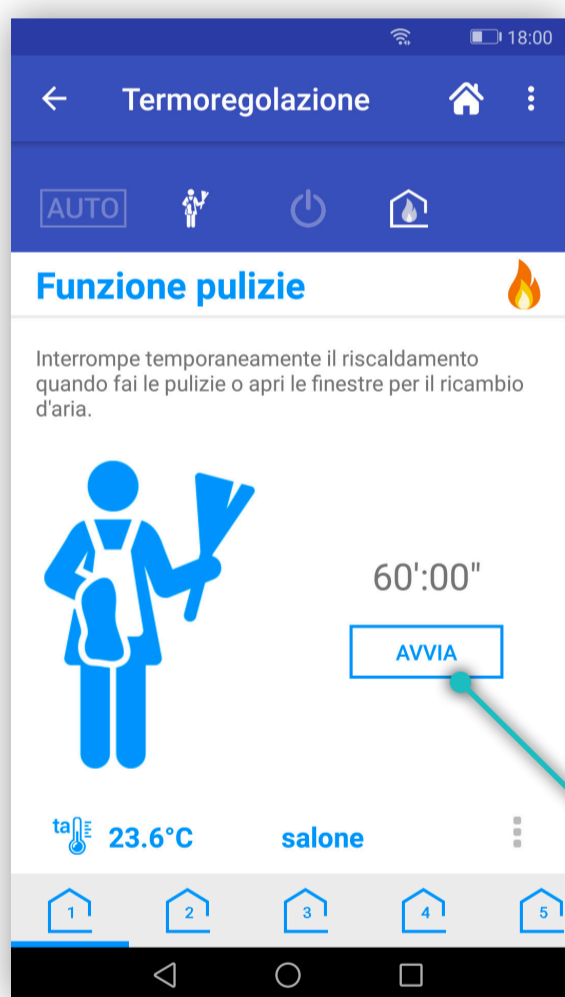 18:00
Termoregolazione
AUTO
Funzione pulizie
Interrompe temporaneamente il riscaldamento
quando fai le pulizie o apri le finestre per il ricambio
d'aria.
60':00"
AVVIA
ta 23.6°C salone
1 2 3 4 5